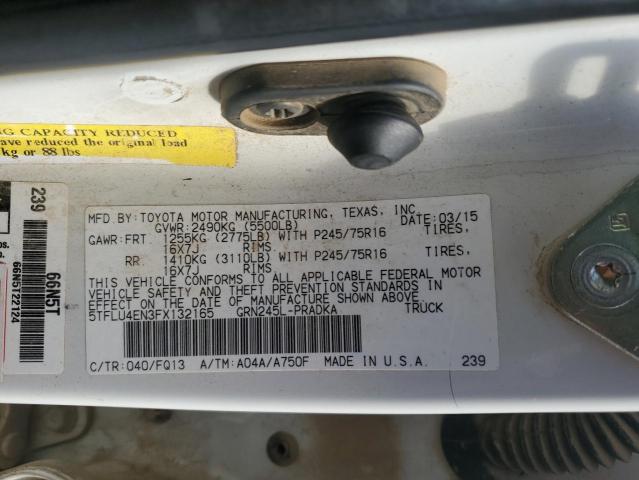 NG CAPACITY REDUCED
ave reduced the original load
kg or 88 lbs
239
66N5T
66N57221124
MFD BY: TOYOTA MOTOR MANUFACTURING, TEXAS, INC.
GVWR: 2490KG (5500LB) DATE: 03/15
GAWR: FRT 1255KG (2775LB) WITH P245/75R16 TIRES,
16X7J RIMS
RR 1410KG (3110LB) WITH P245/75R16 TIRES,
16X7J RIMS
THIS VEHICLE CONFORMS TO ALL APPLICABLE FEDERAL MOTOR
VEHICLE SAFETY AND THEFT PREVENTION STANDARDS IN
EFFECT ON THE DATE OF MANUFACTURE SHOWN ABOVE.
5TFLU4EN3FX132165 GRN245L-PRADKA TRUCK
C/TR: 040/FQ13 A/TM: A04A/A750F MADE IN U.S.A. 239